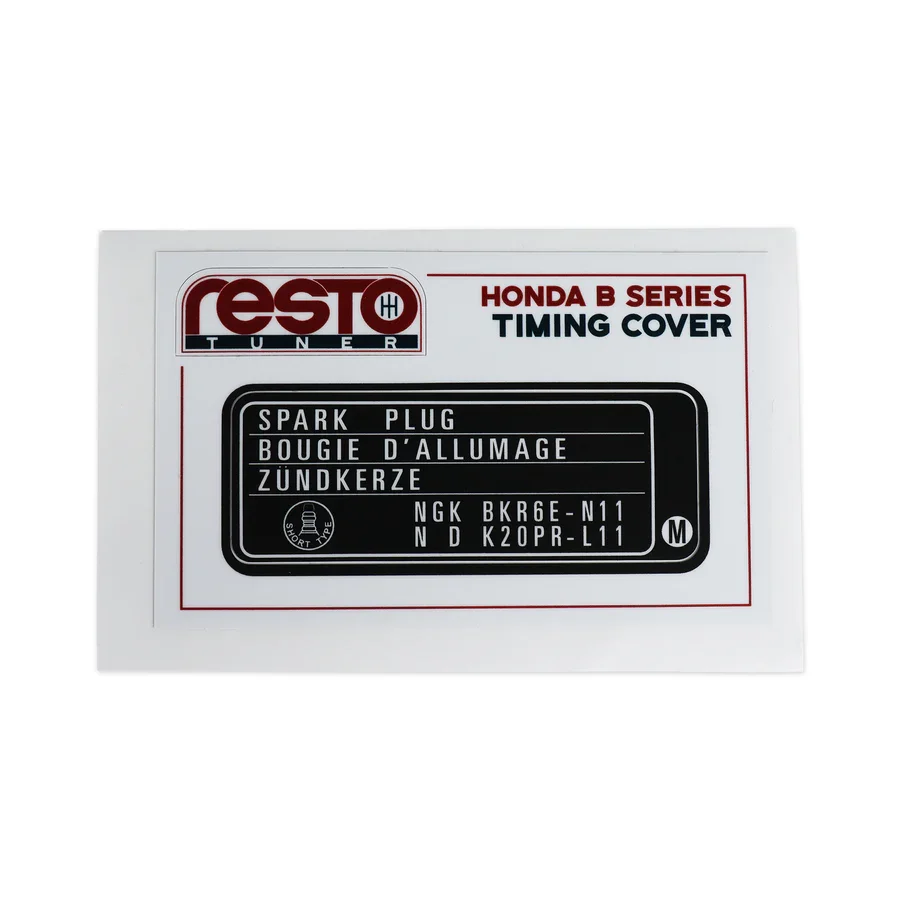 resto
TUNER
HONDA B SERIES
TIMING COVER
SPARK PLUG
BOUGIE D'ALLUMAGE
ZÜNDKERZE
SHORT TYPE
NGK BKR6E-N11
N D K20PR-L11
M